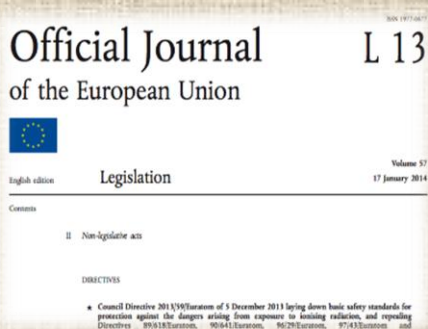 ISSN 1977-0677
Official Journal
L 13
of the European Union
Volume 57
English edition
Legislation
17 January 2014
Contents
II Non-legislative acts
DIRECTIVES
★ Council Directive 2013/59/Euratom of 5 December 2013 laying down basic safety standards for
protection against the dangers arising from exposure to ionising radiation, and repealing
Directives 89/618/Euratom, 90/641/Euratom, 96/29/Euratom, 97/43/Euratom and